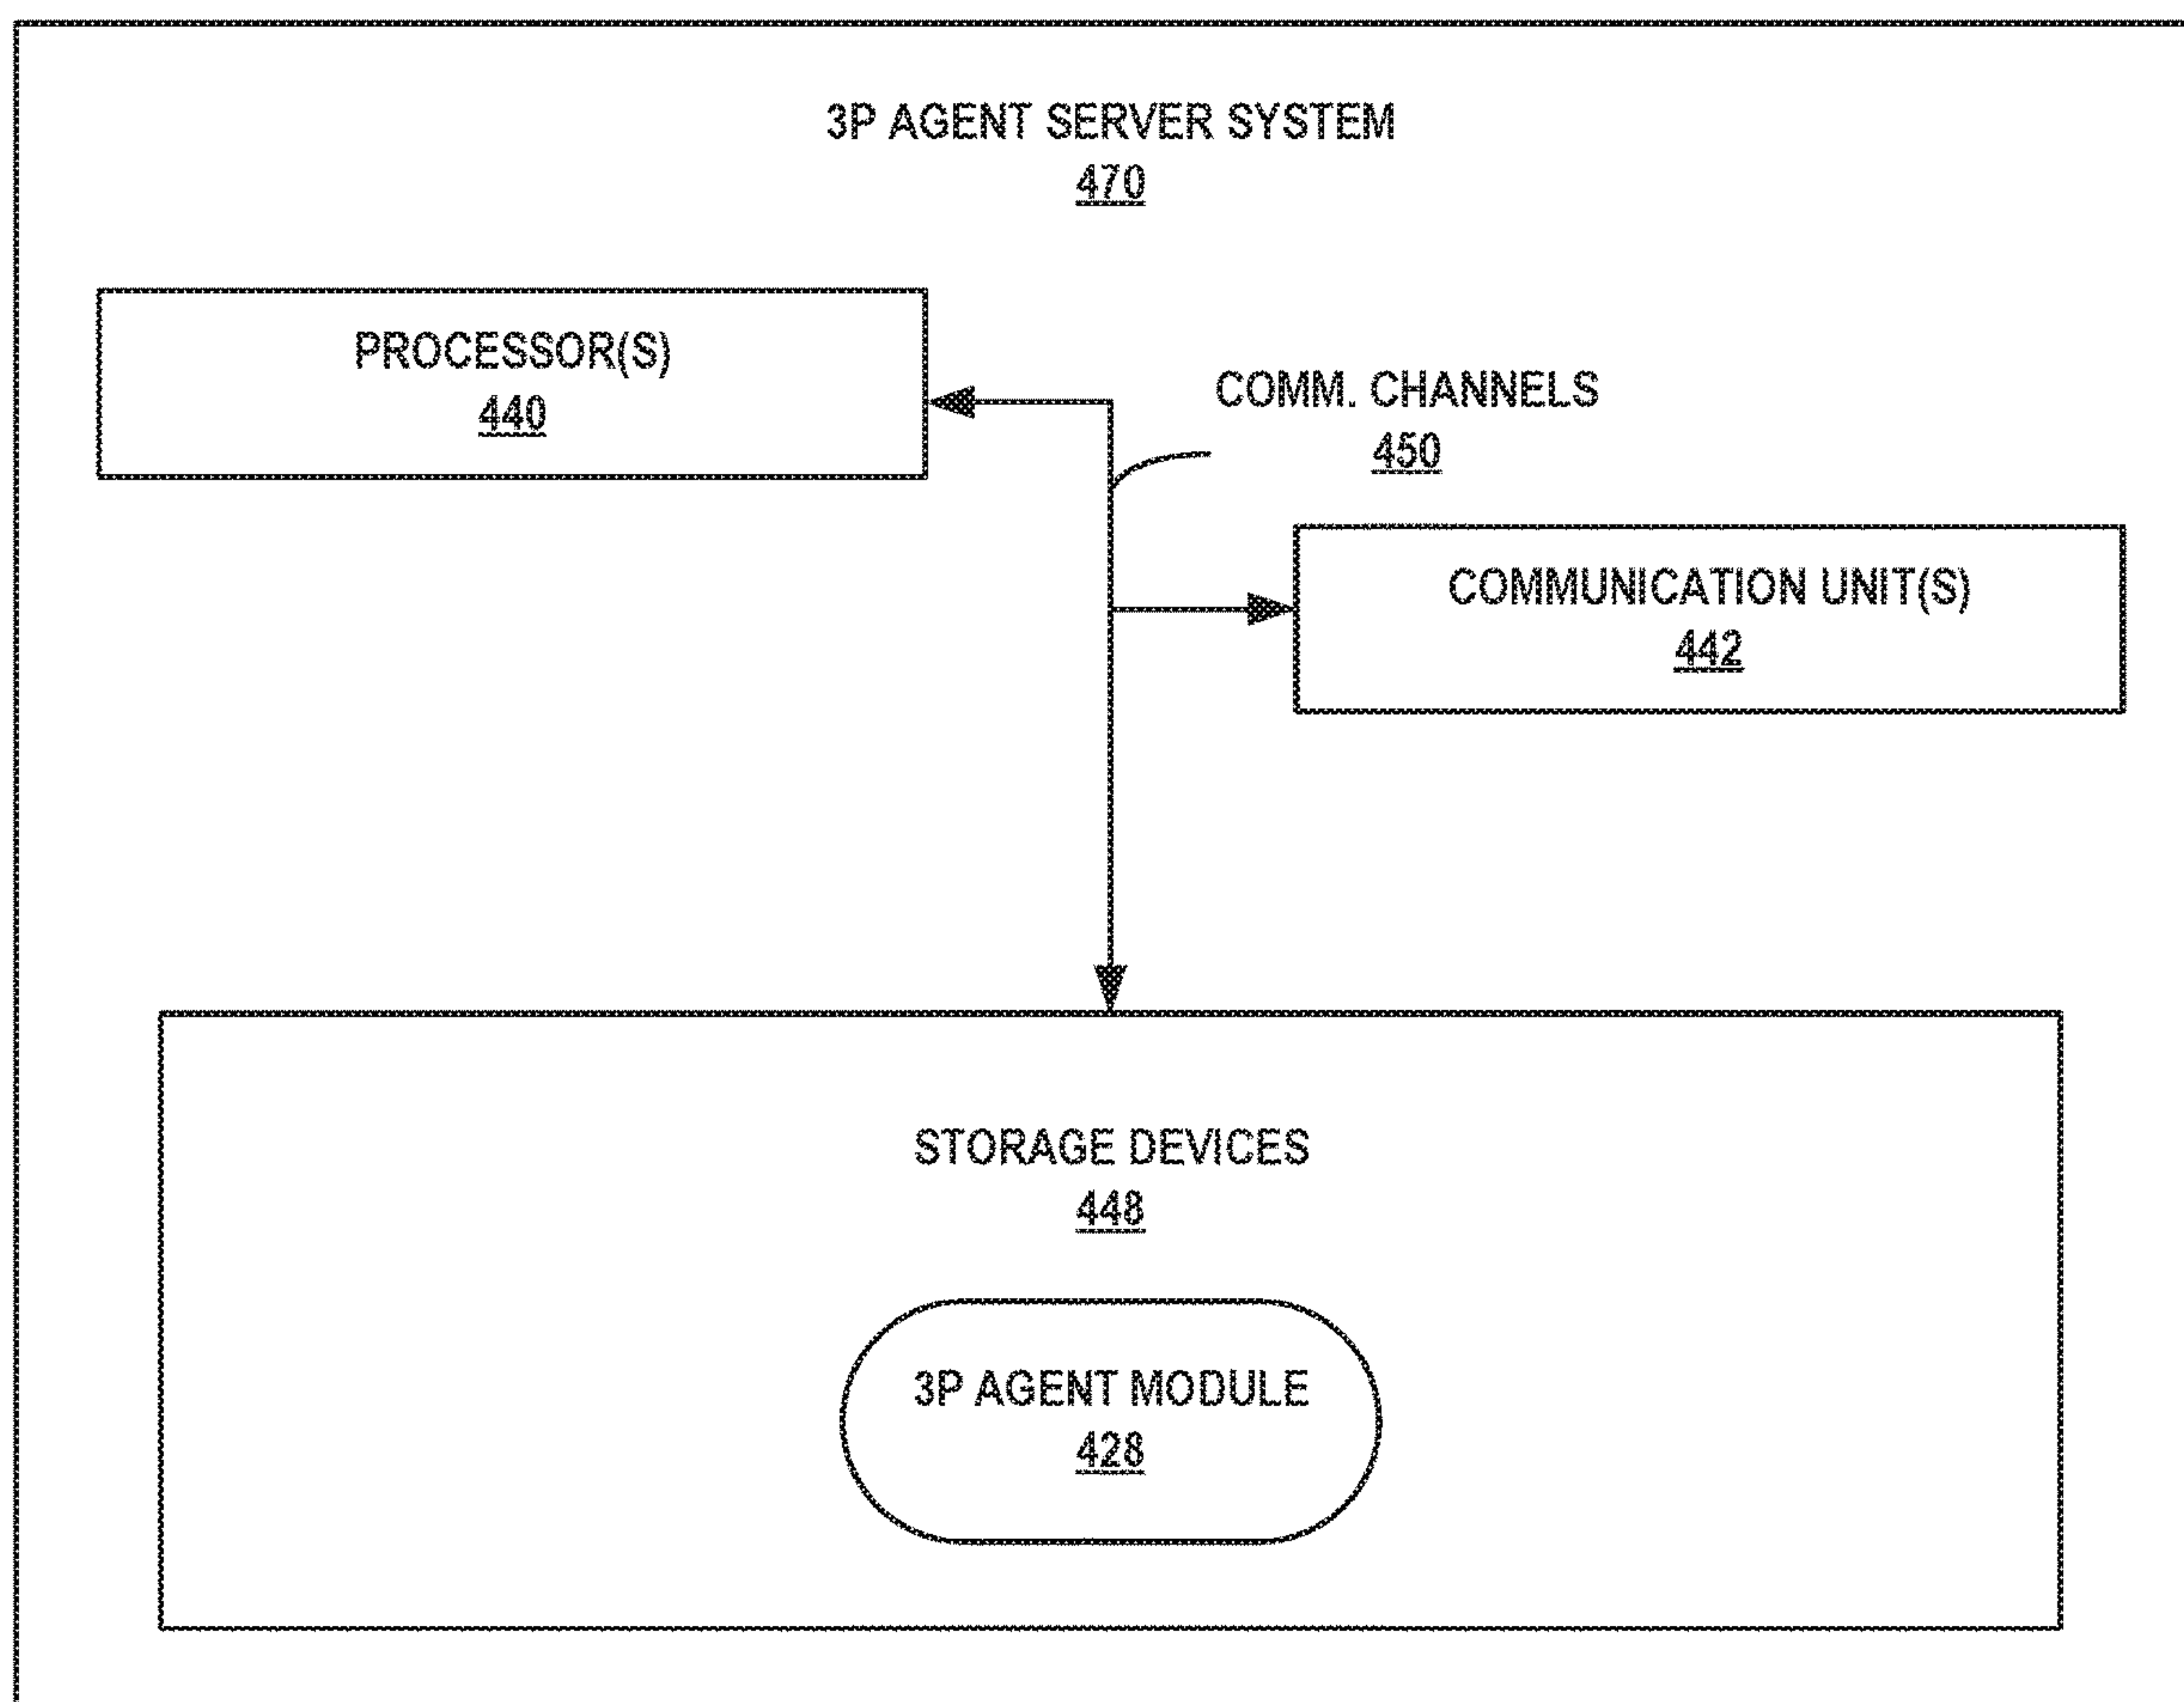 3P AGENT SERVER SYSTEM
470
PROCESSOR(S)
440
COMM. CHANNELS
450
COMMUNICATION UNIT(S)
442
STORAGE DEVICES
448
3P AGENT MODULE
428